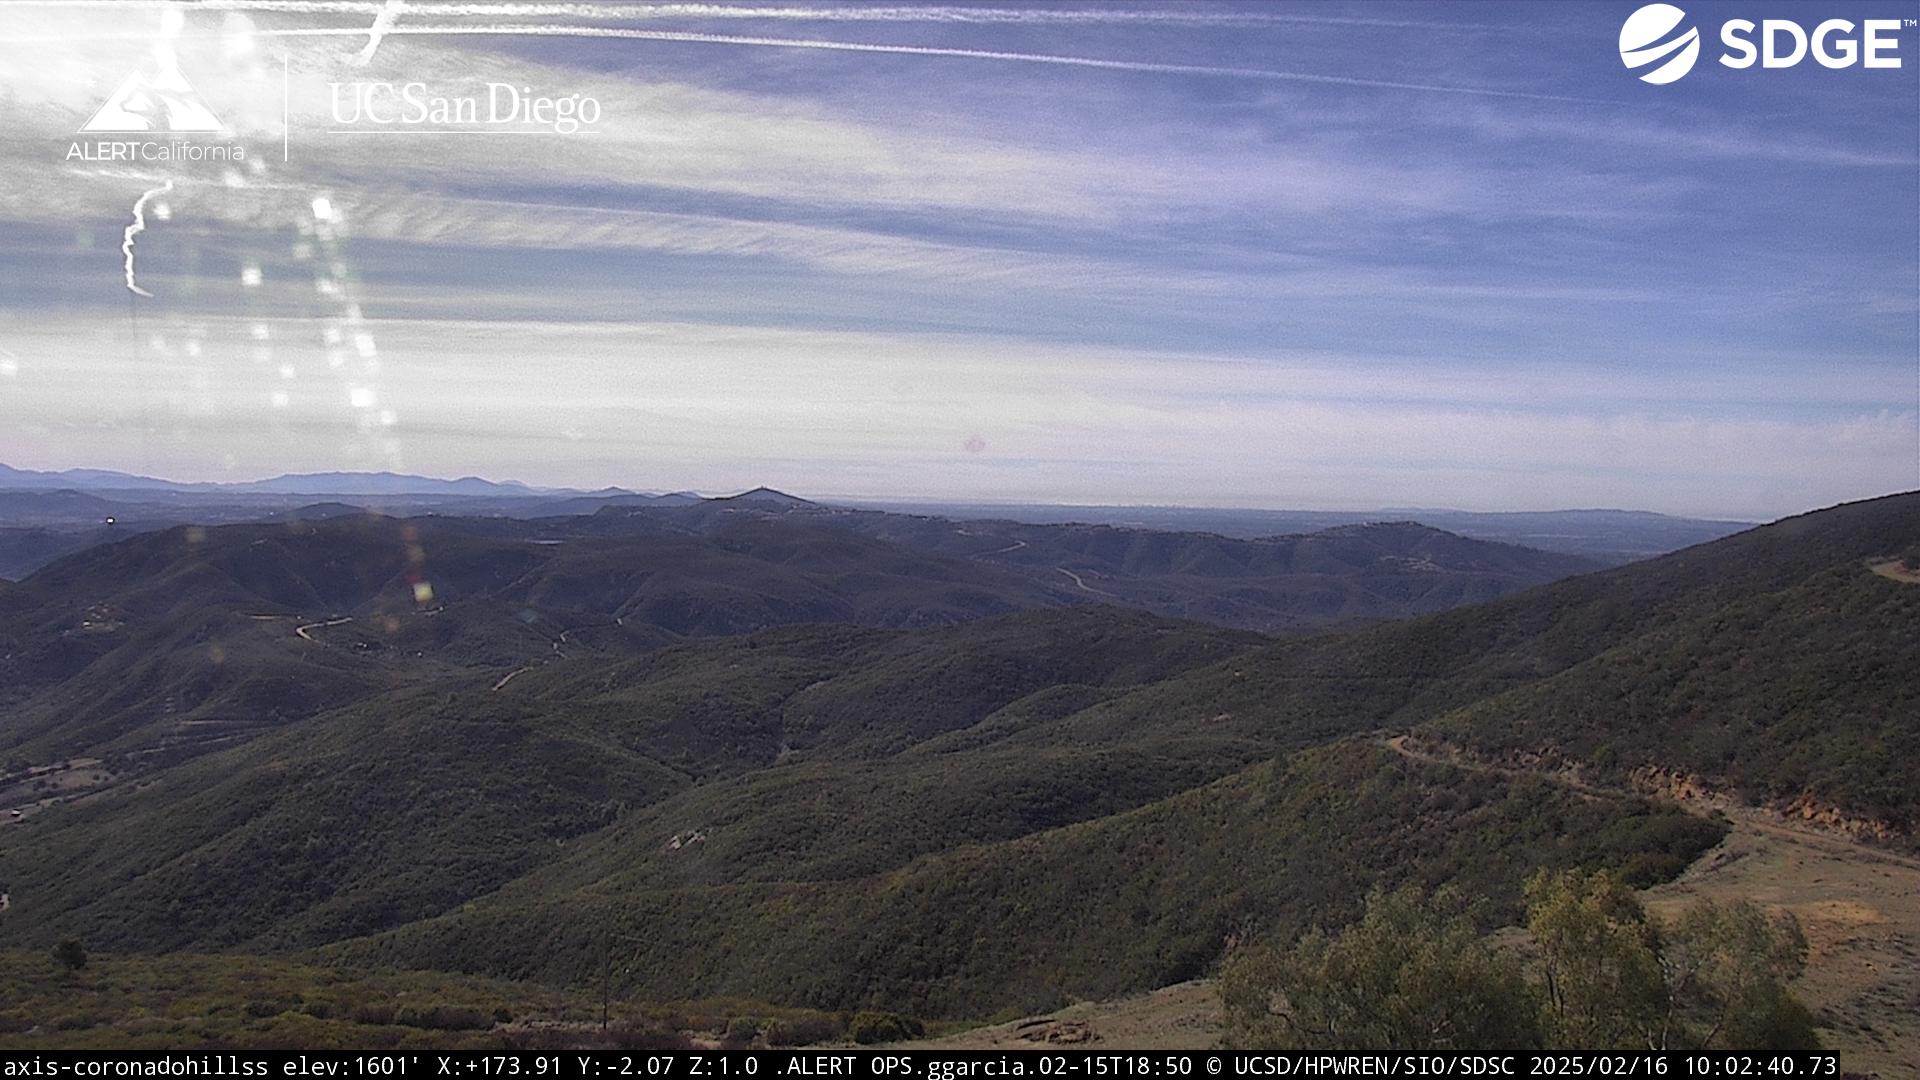 SDGE™
UC San Diego
ALERTCalifornia
axis-coronadohillss elev:1601' X:+173.91 Y:-2.07 Z:1.0 .ALERT OPS.ggarcia.02-15T18:50 © UCSD/HPWREN/SIO/SDSC 2025/02/16 10:02:40.73